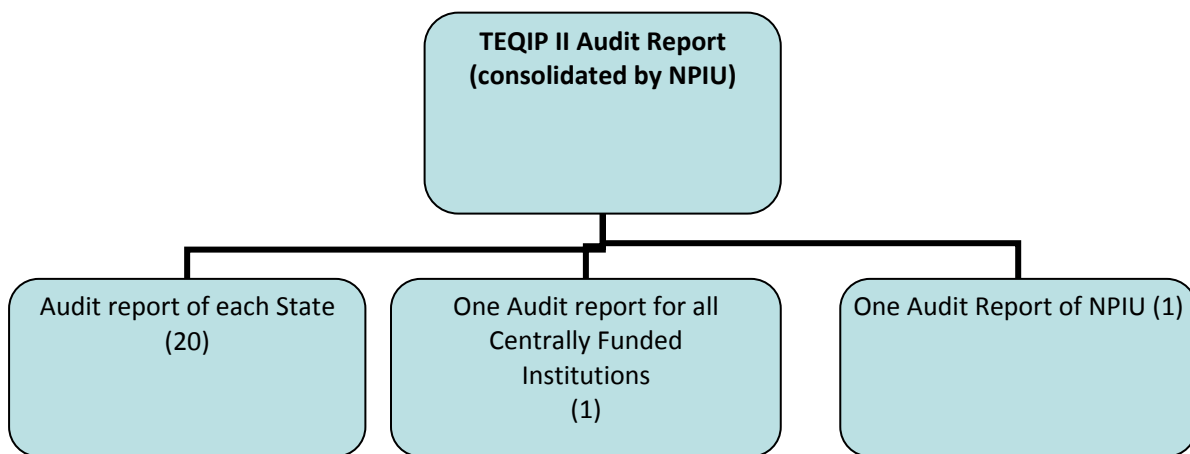 TEQIP II Audit Report
(consolidated by NPIU)
Audit report of each State
(20)
One Audit report for all
Centrally Funded
Institutions
(1)
One Audit Report of NPIU (1)